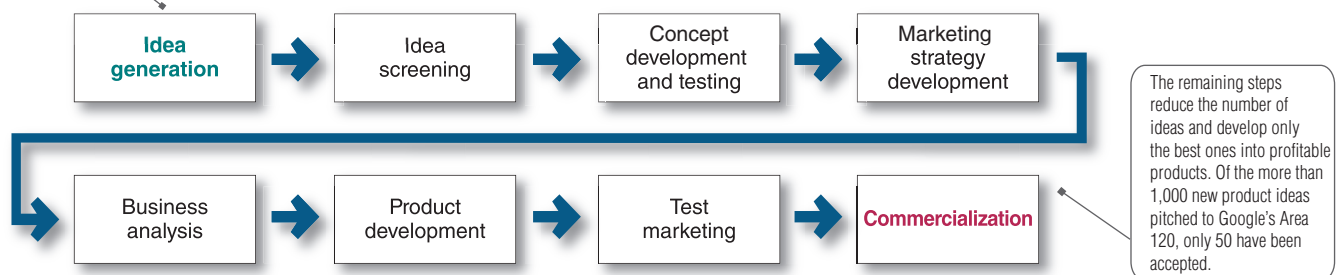 Idea
generation
Idea
screening
Concept
development
and testing
Marketing
strategy
development
Business
analysis
Product
development
Test
marketing
Commercialization
The remaining steps
reduce the number of
ideas and develop only
the best ones into profitable
products. Of the more than
1,000 new product ideas
pitched to Google’s Area
120, only 50 have been
accepted.